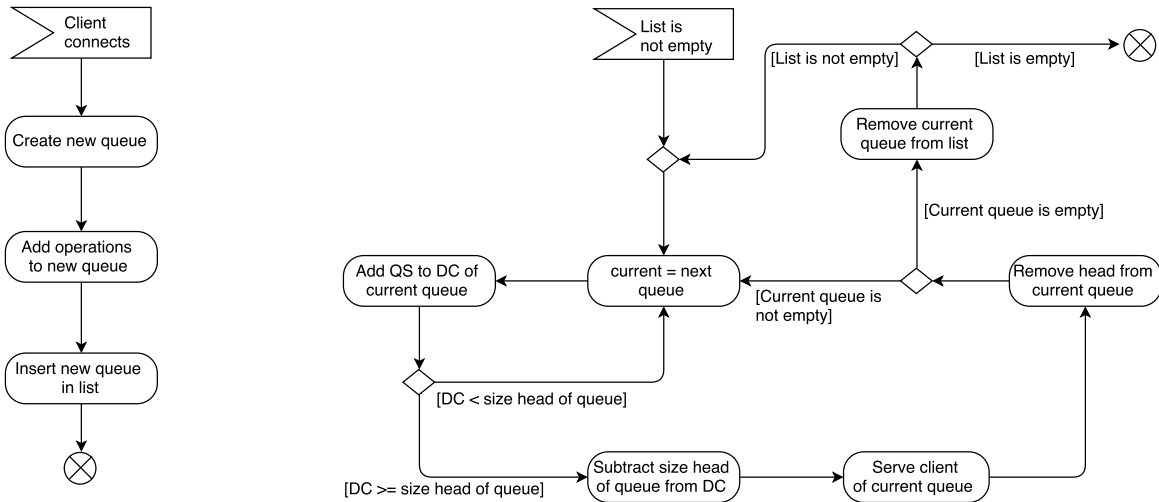 Client
connects
Create new queue
Add operations
to new queue
Insert new queue
in list
List is
not empty
[List is not empty]
[List is empty]
Remove current
queue from list
[Current queue is empty]
Add QS to DC of
current queue
current = next
queue
[Current queue is
not empty]
Remove head from
current queue
[DC < size head of queue]
[DC >= size head of queue]
Subtract size head
of queue from DC
Serve client
of current queue